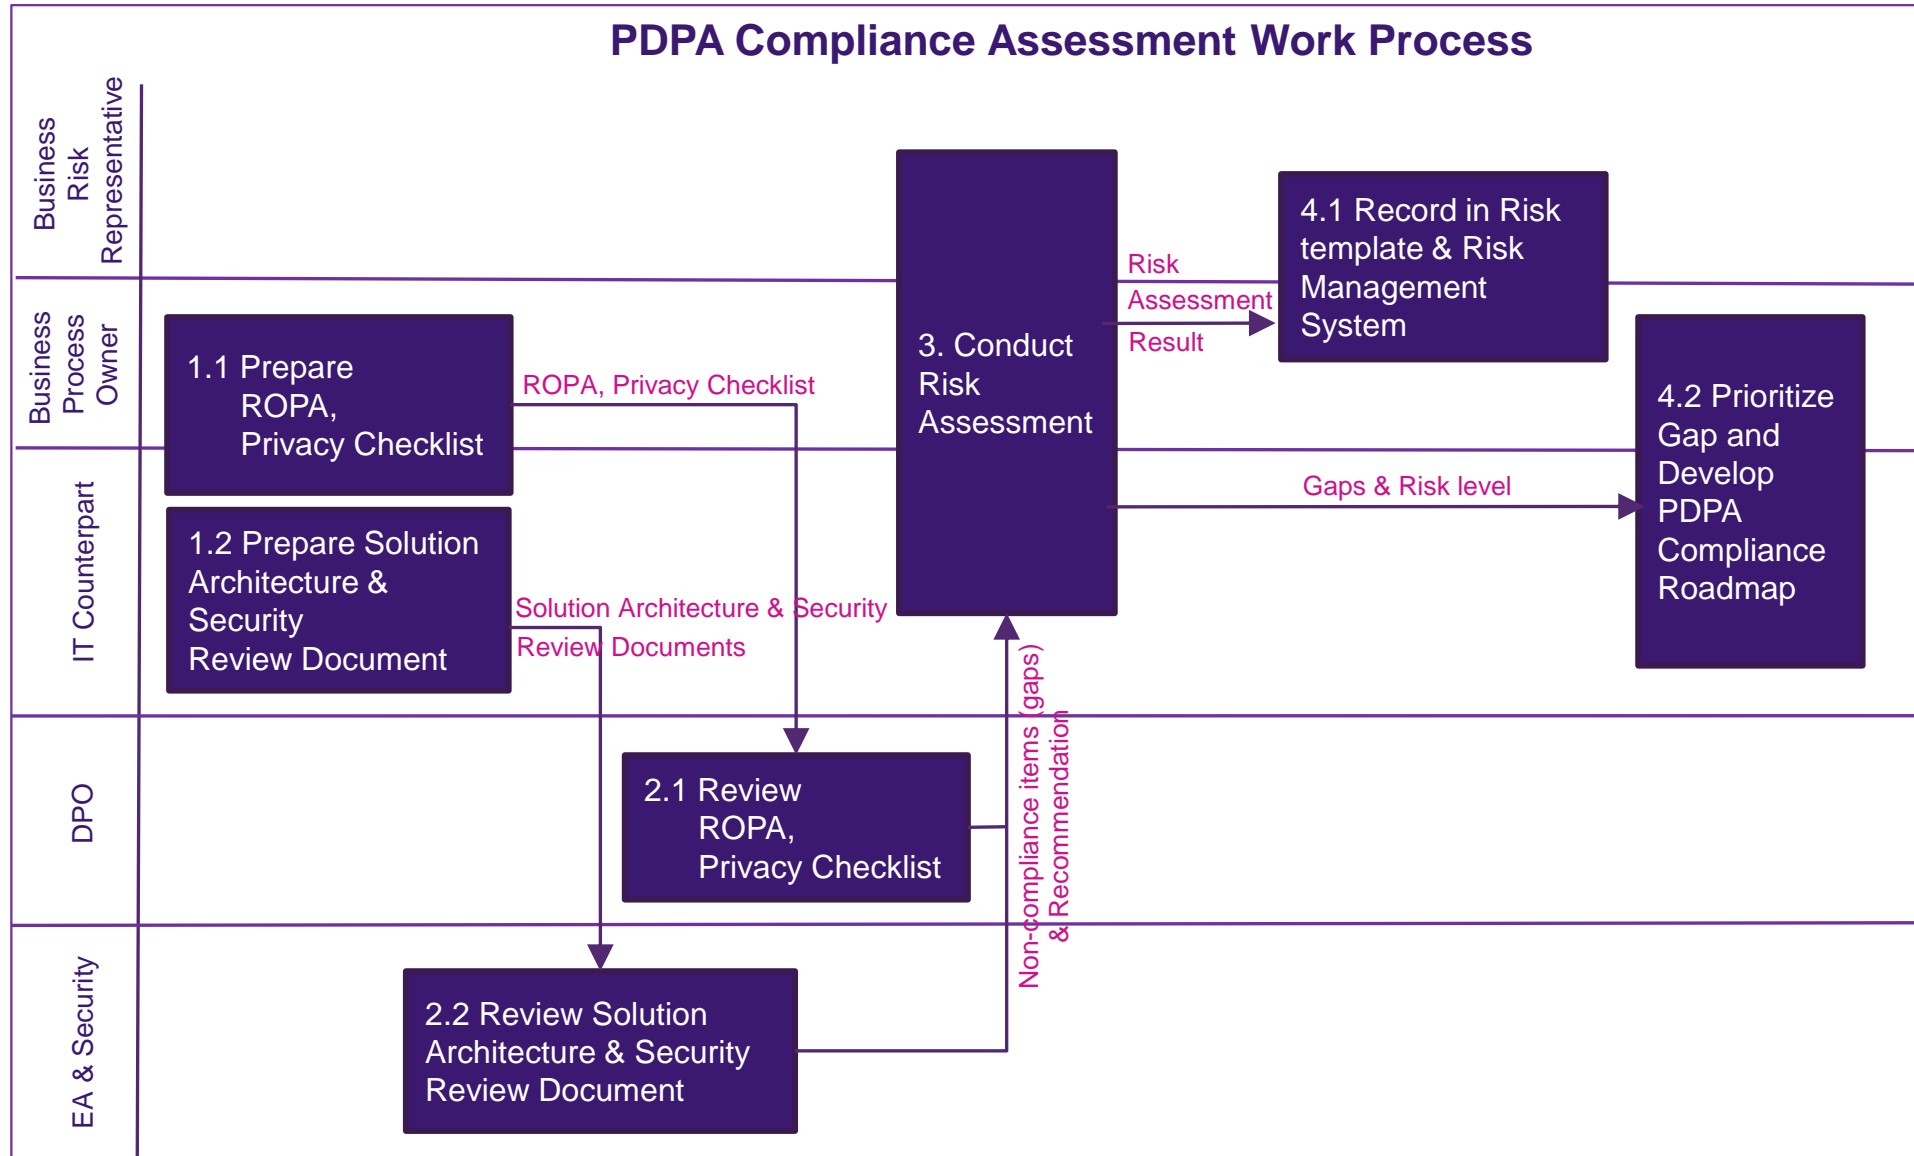 PDPA Compliance Assessment Work Process
Business
Risk
Representative
Business
Process
Owner
IT Counterpart
DPO
EA & Security
1.1 Prepare
ROPA,
Privacy Checklist
1.2 Prepare Solution
Architecture &
Security
Review Document
ROPA, Privacy Checklist
Solution Architecture & Security
Review Documents
2.1 Review
ROPA,
Privacy Checklist
2.2 Review Solution
Architecture & Security
Review Document
Non-compliance items (gaps)
& Recommendation
3. Conduct
Risk
Assessment
Risk
Assessment
Result
4.1 Record in Risk
template & Risk
Management
System
Gaps & Risk level
4.2 Prioritize
Gap and
Develop
PDPA
Compliance
Roadmap